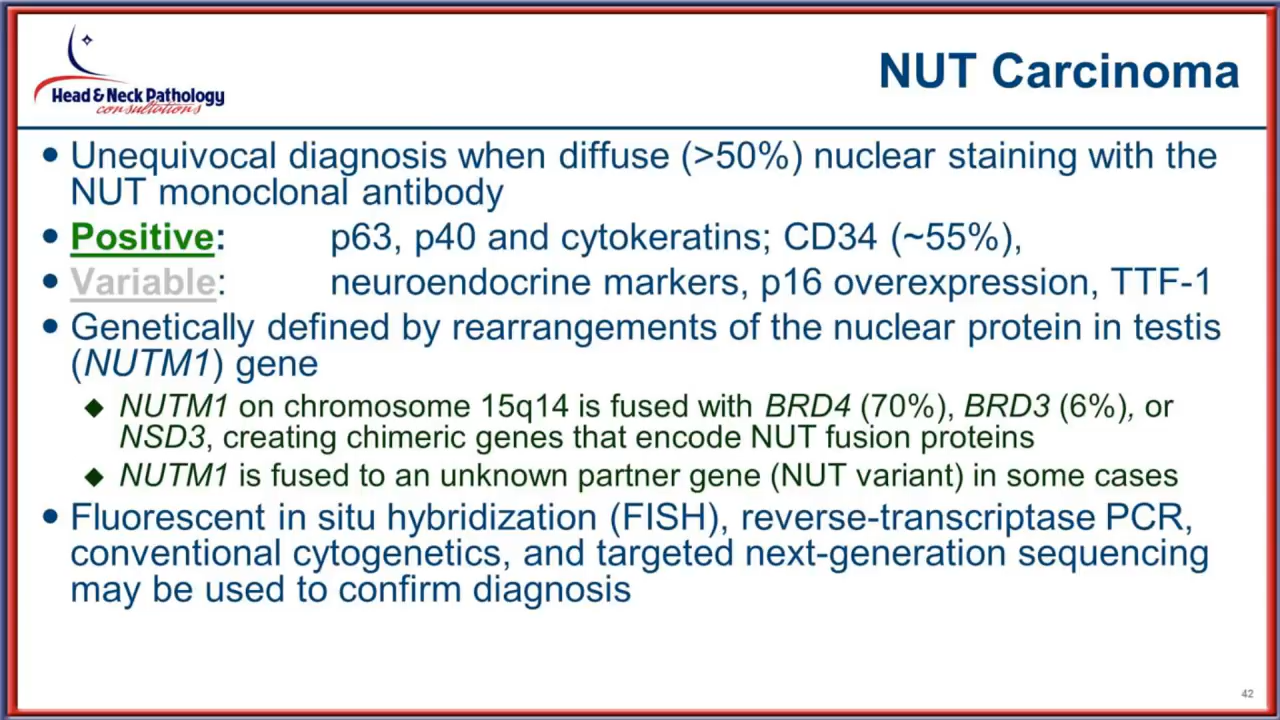 Head & Neck Pathology
consultations
NUT Carcinoma
• Unequivocal diagnosis when diffuse (>50%) nuclear staining with the
NUT monoclonal antibody
• Positive: p63, p40 and cytokeratins; CD34 (~55%),
• Variable: neuroendocrine markers, p16 overexpression, TTF-1
• Genetically defined by rearrangements of the nuclear protein in testis
(NUTM1) gene
◆ NUTM1 on chromosome 15q14 is fused with BRD4 (70%), BRD3 (6%), or
NSD3, creating chimeric genes that encode NUT fusion proteins
◆ NUTM1 is fused to an unknown partner gene (NUT variant) in some cases
• Fluorescent in situ hybridization (FISH), reverse-transcriptase PCR,
conventional cytogenetics, and targeted next-generation sequencing
may be used to confirm diagnosis
42